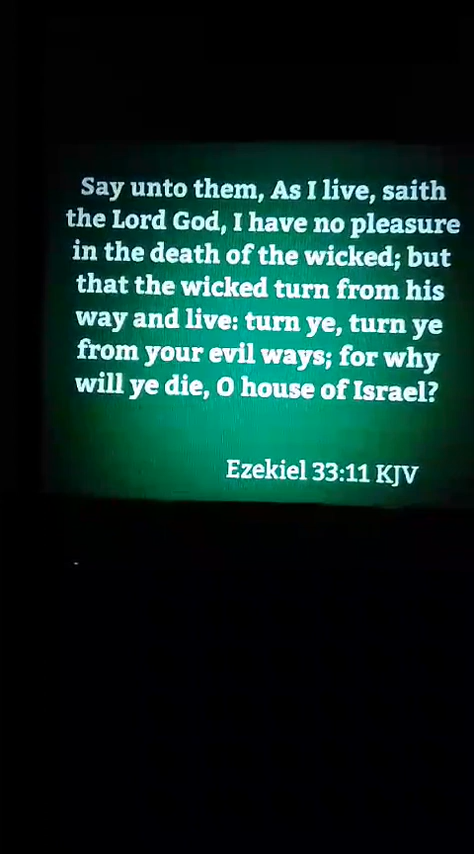 Say unto them, As I live, saith
the Lord God, I have no pleasure
in the death of the wicked; but
that the wicked turn from his
way and live: turn ye, turn ye
from your evil ways; for why
will ye die, O house of Israel?
Ezekiel 33:11 KJV